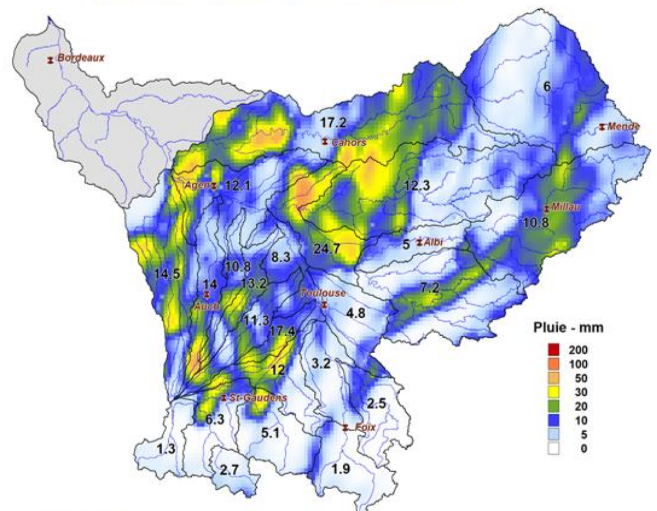 Bordeaux
6
17.2
Mende
Cahors
Agen
12.1
12.3
Millau
10.8
24.7
5
Albi
8.3
14.5
10.8
14
13.2
Auch
Toulouse
7.2
11.3
4.8
17.4
Pluie - mm
200
100
50
30
20
10
5
0
3.2
12
St-Gaudens
2.5
6.3
5.1
Foix
1.3
2.7
1.9